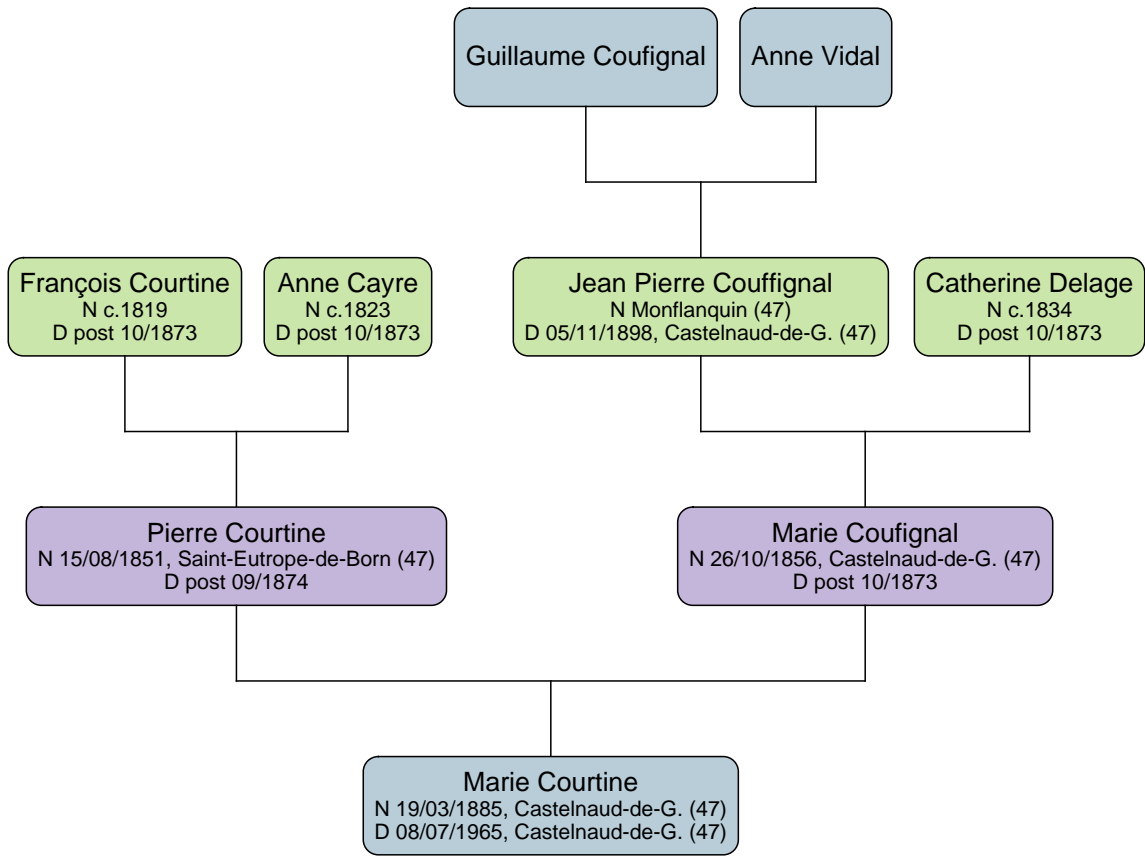 Guillaume Coufignal
Anne Vidal
François Courtine
N c.1819
D post 10/1873
Anne Cayre
N c.1823
D post 10/1873
Jean Pierre Couffignal
N Monflanquin (47)
D 05/11/1898, Castelnaud-de-G. (47)
Catherine Delage
N c.1834
D post 10/1873
Pierre Courtine
N 15/08/1851, Saint-Eutrope-de-Born (47)
D post 09/1874
Marie Coufignal
N 26/10/1856, Castelnaud-de-G. (47)
D post 10/1873
Marie Courtine
N 19/03/1885, Castelnaud-de-G. (47)
D 08/07/1965, Castelnaud-de-G. (47)